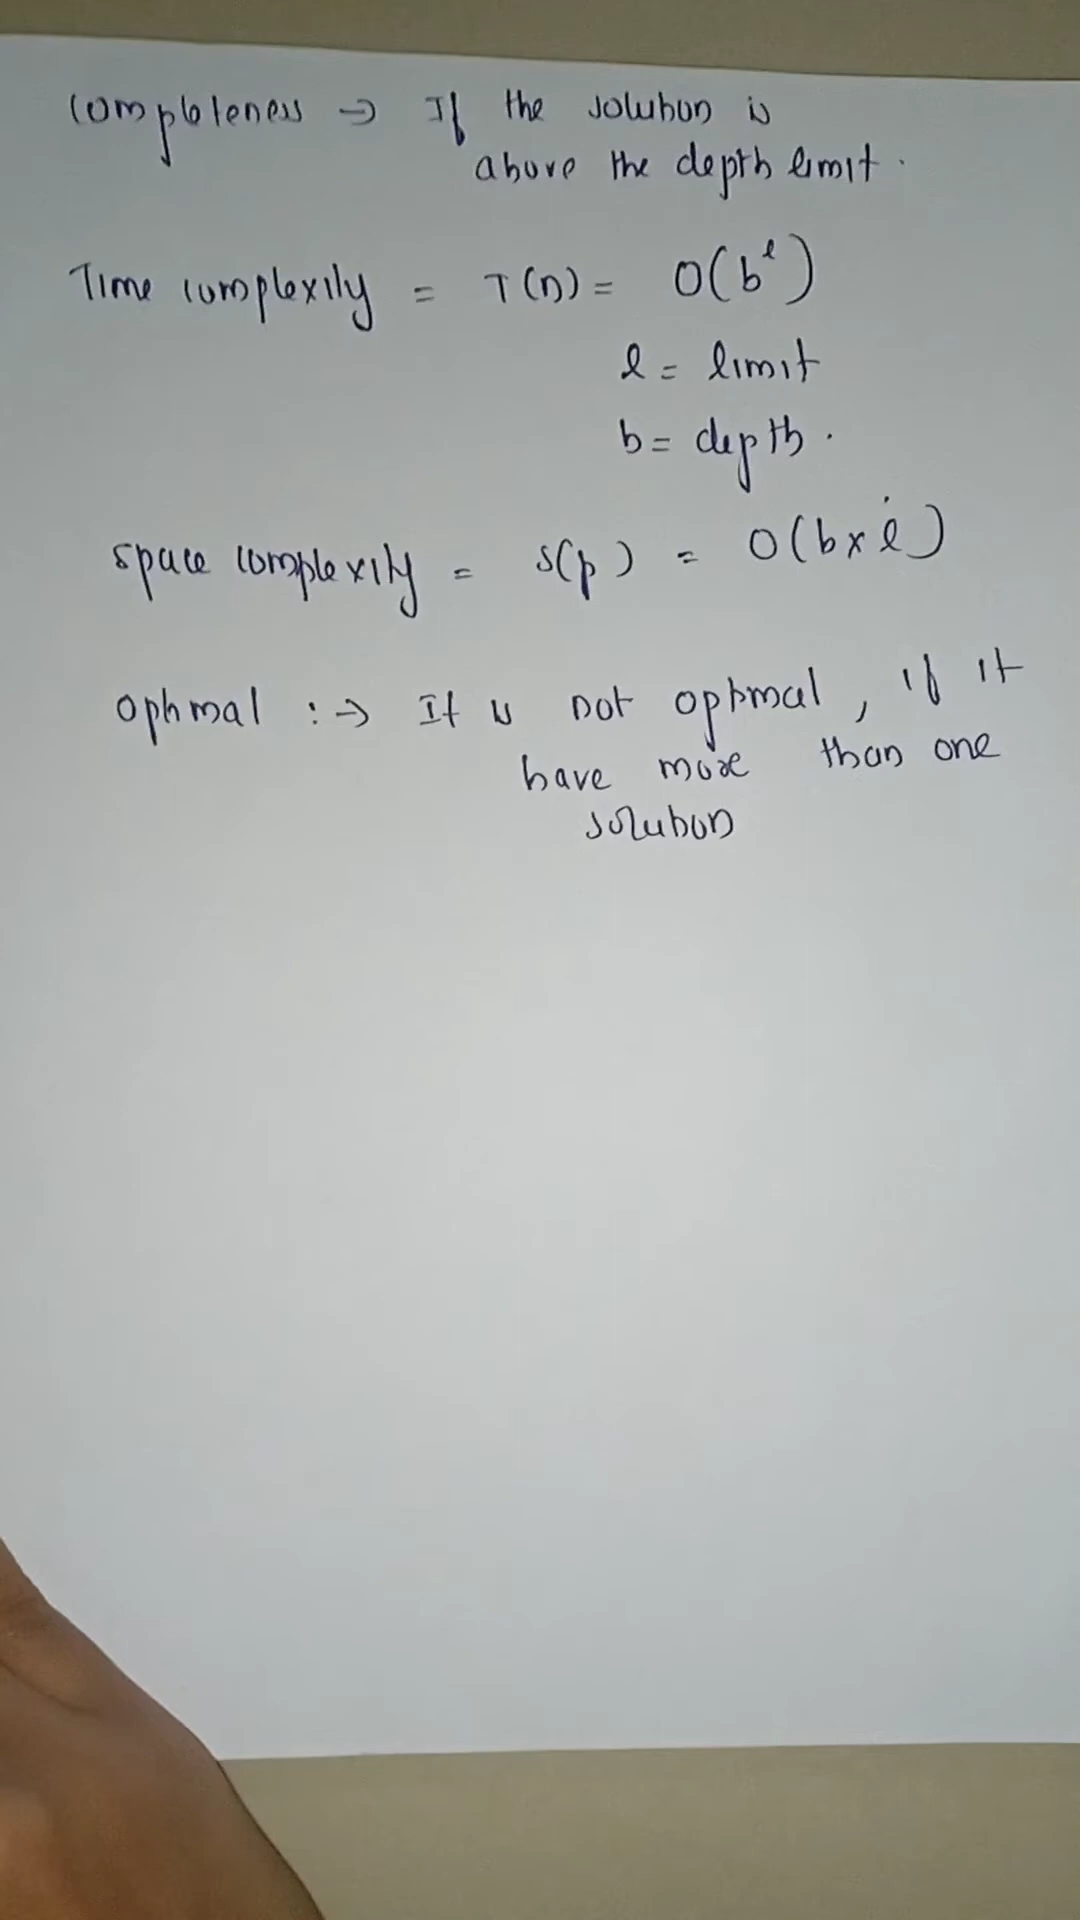 completeness → If the solution is
above the depth limit.
Time complexity = T(n) = O(b^l)
l = limit
b = depth.
space complexity = s(p) = O(b×l)
optimal :→ It is not optimal, if it
have more than one
solution